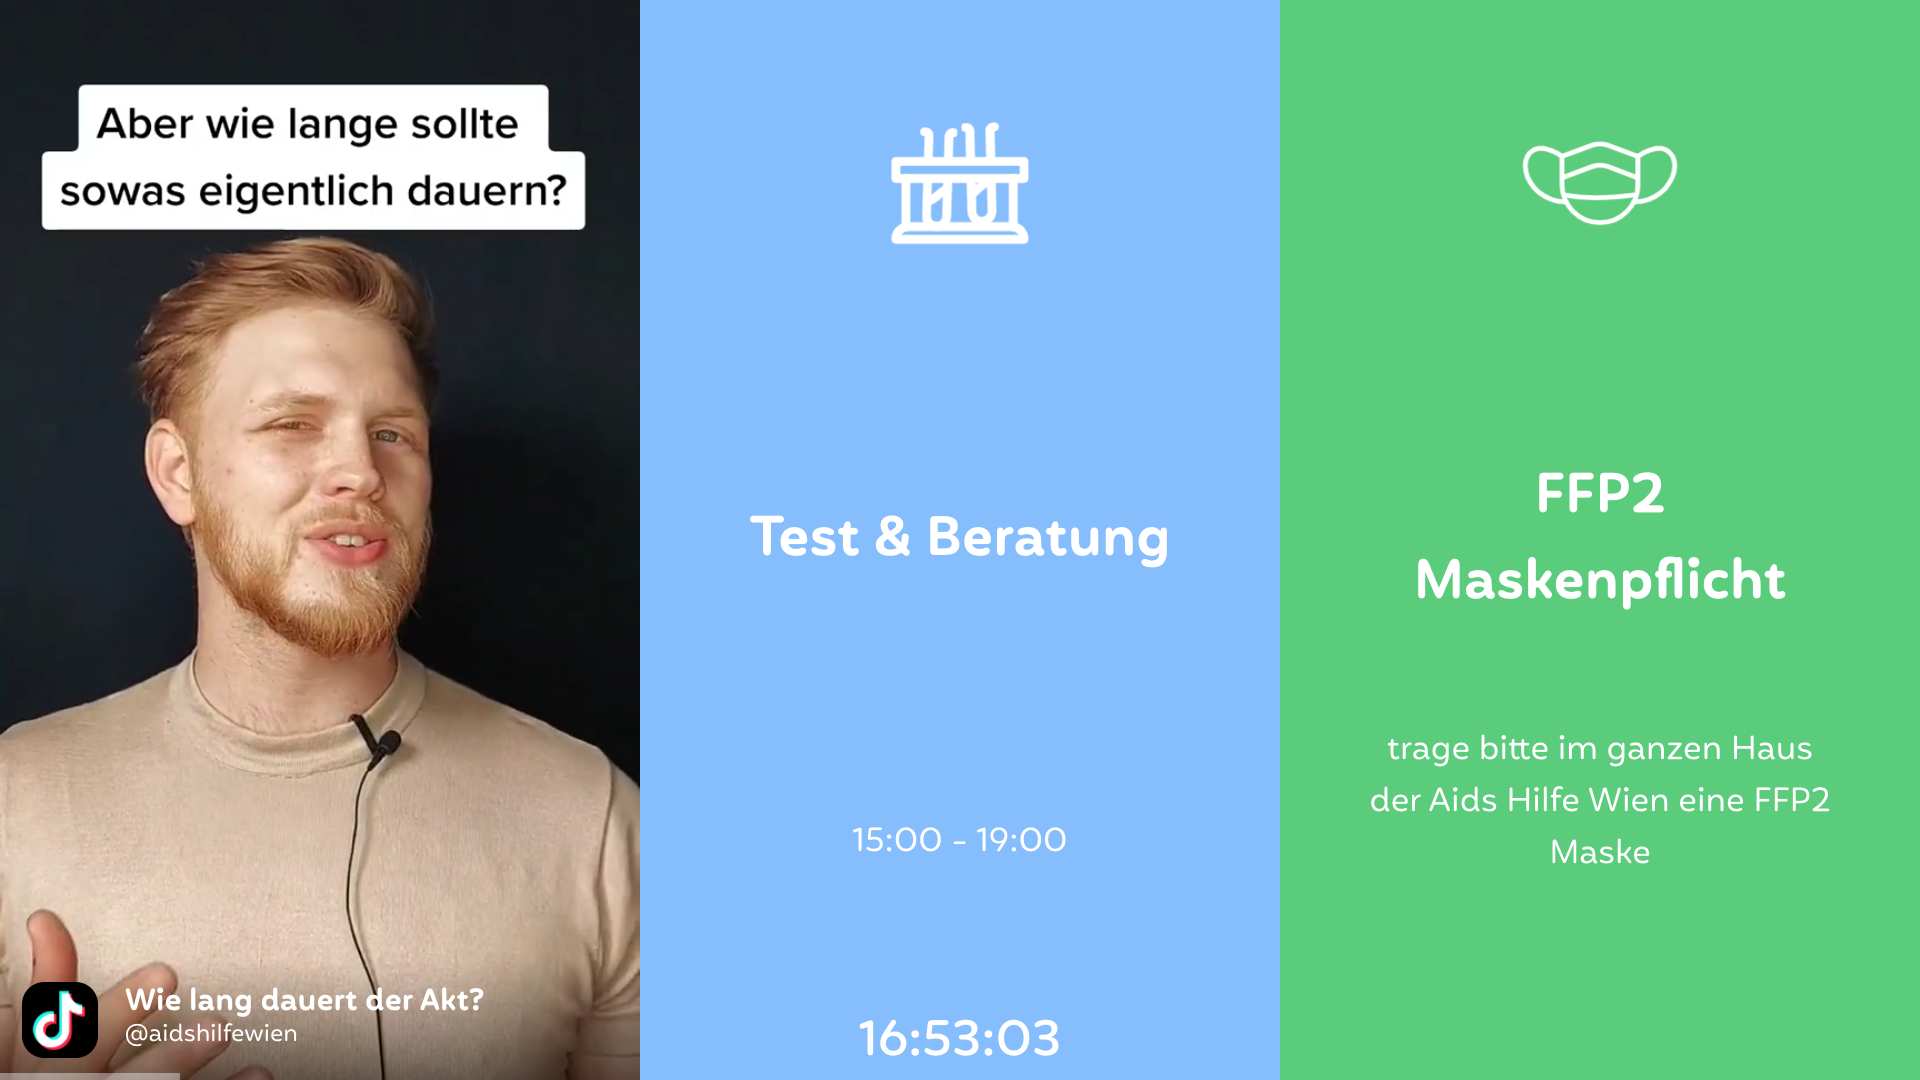 Aber wie lange sollte
sowas eigentlich dauern?
Wie lang dauert der Akt?
@aidshilfewien
Test & Beratung
15:00 - 19:00
16:53:03
FFP2
Maskenpflicht
trage bitte im ganzen Haus
der Aids Hilfe Wien eine FFP2
Maske